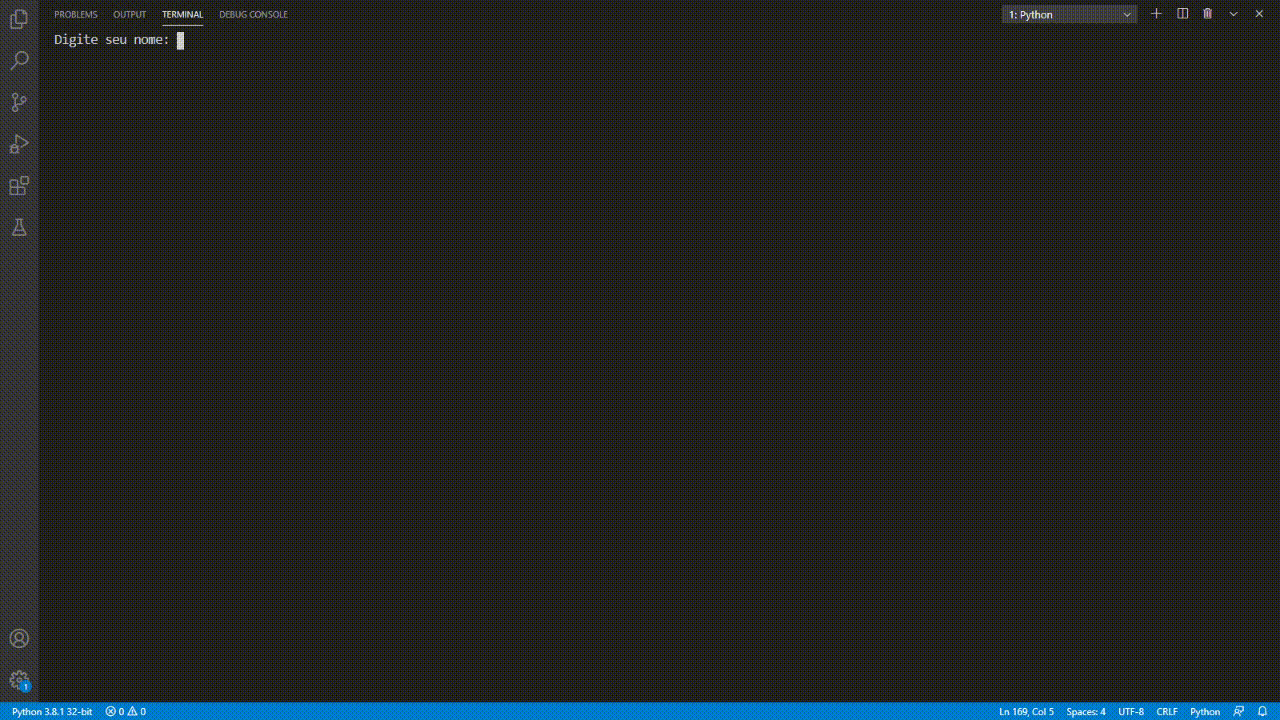 PROBLEMS OUTPUT TERMINAL DEBUG CONSOLE 1: Python
Digite seu nome:
1
Python 3.8.1 32-bit 0 0 Ln 169, Col 5 Spaces: 4 UTF-8 CRLF Python